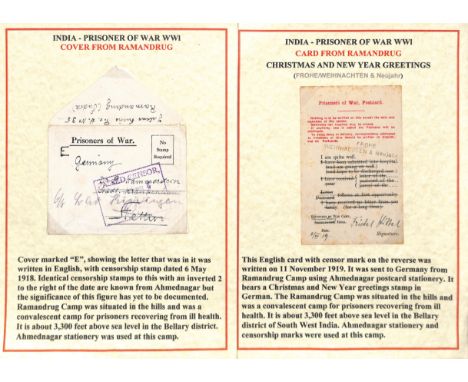 INDIA - PRISONER OF WAR WWI
COVER FROM RAMANDRUG
Prisoners of War.
No
Stamp
Required
E
Germany
Stettin
Cover marked "E", showing the letter that was in it was
written in English, with censorship stamp dated 6 May
1918. Identical censorship stamps to this with an inverted 2
to the right of the date are known from Ahmednagar but
the significance of this figure has yet to be documented.
Ramandrug Camp was situated in the hills and was a
convalescent camp for prisoners recovering from ill health.
It is about 3,300 feet above sea level in the Bellary district.
Ahmednagar stationery was used at this camp.
INDIA - PRISONER OF WAR WWI
CARD FROM RAMANDRUG
CHRISTMAS AND NEW YEAR GREETINGS
(FROHE/WEIHNACHTEN & Neujahr)
Prisoners of War. Postcard.
FROHE
WEIHNACHTEN & Neujahr
I am quite well.
Signature.
This English card with censor mark on the reverse was
written on 11 November 1919. It was sent to Germany from
Ramandrug Camp using Ahmednagar postcard stationery. It
bears a Christmas and New Year greetings stamp in
German. The Ramandrug Camp was situated in the hills
and was a convalescent camp for prisoners recovering from
ill health. It is about 3,300 feet above sea level in the Bellary
district of South West India. Ahmednagar stationery and
censorship marks were used at this camp.